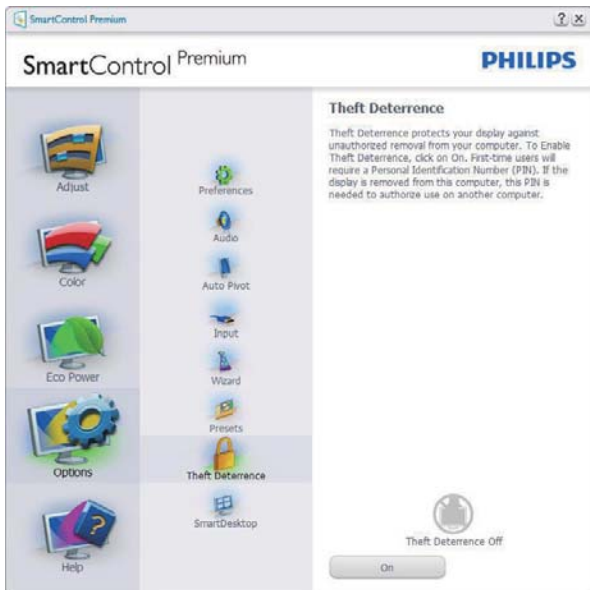 SmartControl Premium
? x
SmartControl Premium
PHILIPS
Adjust
Color
Eco Power
Options
Help
Preferences
Audio
Auto Pivot
Input
Wizard
Presets
Theft Deterrence
SmartDesktop
Theft Deterrence
Theft Deterrence protects your display against
unauthorized removal from your computer. To Enable
Theft Deterrence, click on On. First-time users will
require a Personal Identification Number (PIN). If the
display is removed from this computer, this PIN is
needed to authorize use on another computer.
Theft Deterrence Off
On